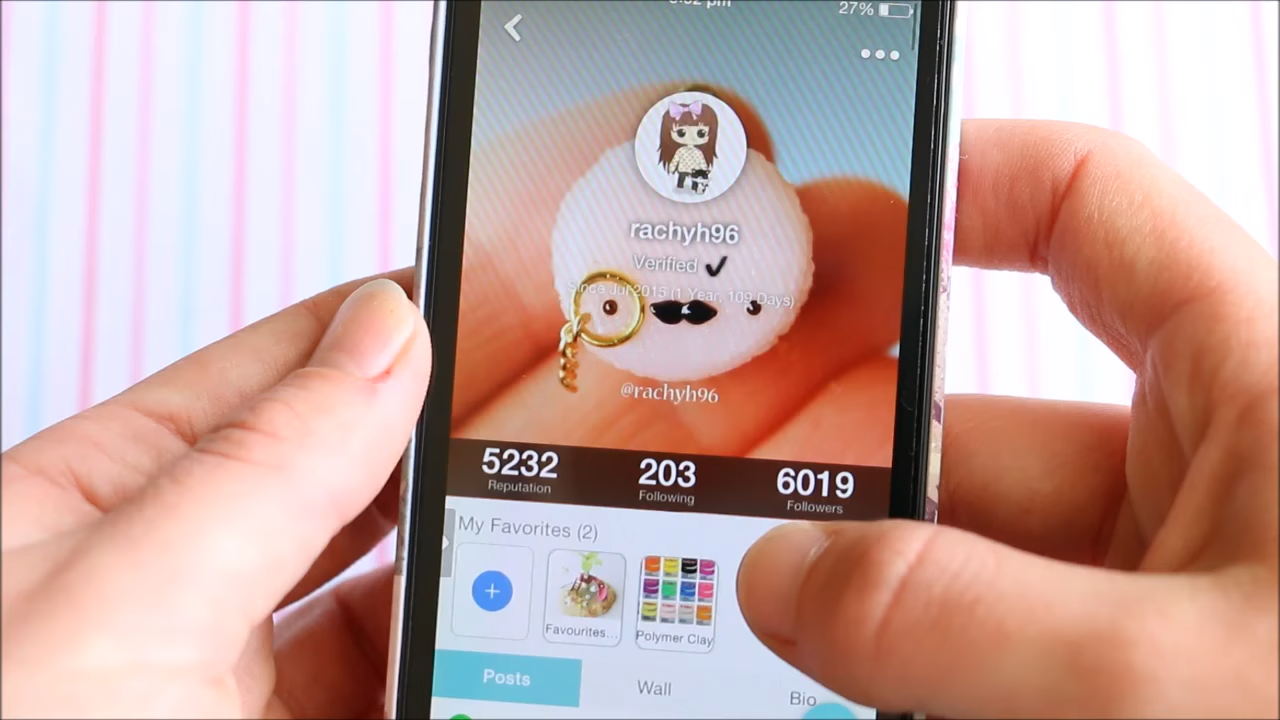 27%
rachyh96
Verified ✔
Since Jul 2015 (1 Year, 109 Days)
@rachyh96
5232
Reputation
203
Following
6019
Followers
My Favorites (2)
Favourites...
Polymer Clay
Posts
Wall
Bio